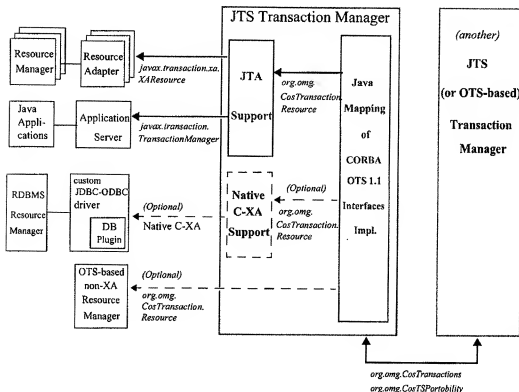 JTS Transaction Manager
Resource
Manager
Resource
Adapter
javax.transaction.xa.
XAResource
JTA
Support
org.omg.
CosTransaction.
Resource
Java
Mapping
of
CORBA
OTS 1.1
Interfaces
Impl.
(another)
JTS
(or OTS-based)
Transaction
Manager
Java
Appli-
cations
Application
Server
javax.transaction.
TransactionManager
RDBMS
Resource
Manager
custom
JDBC-ODBC
driver
DB
Plugin
(Optional)
Native C-XA
Native
C-XA
Support
(Optional)
org.omg.
CosTransaction.
Resource
OTS-based
non-XA
Resource
Manager
(Optional)
org.omg.
CosTransaction.
Resource
org.omg.CosTransactions
org.omg.CosTSPortability